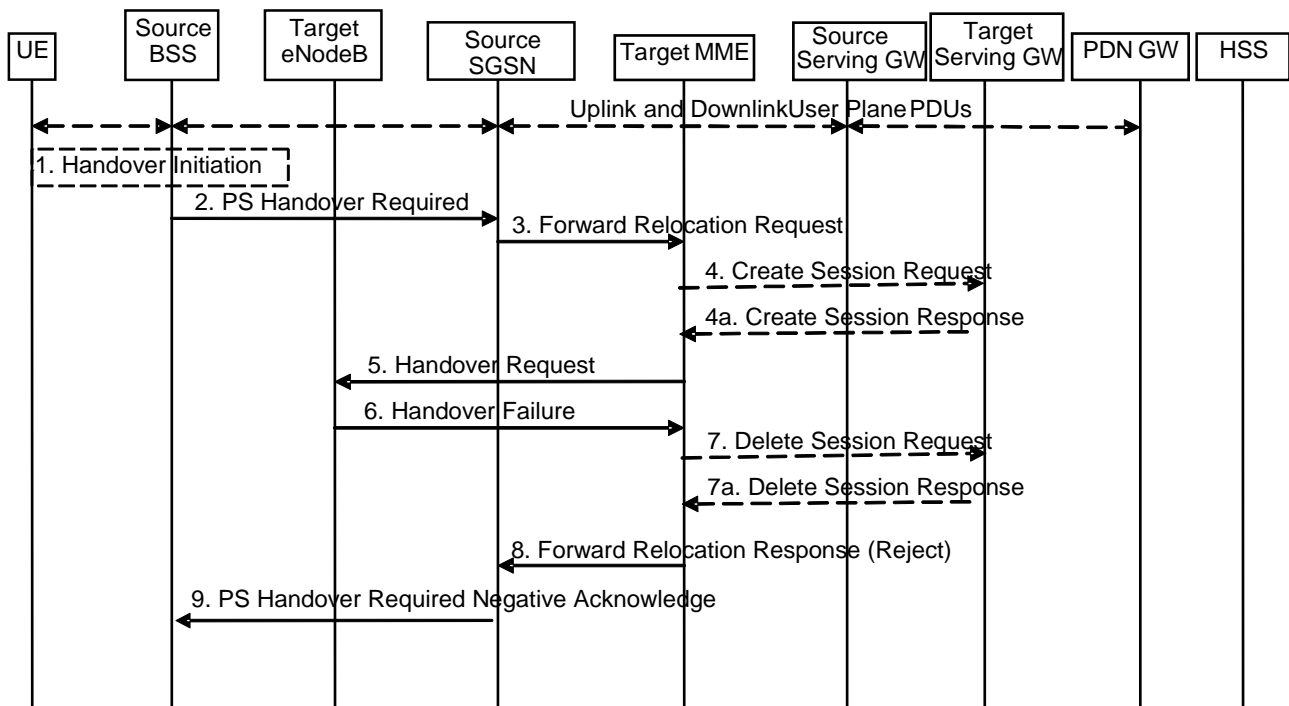 UE
Source
BSS
Target
eNodeB
Source
SGSN
Target MME
Source
Serving GW
Target
Serving GW
PDN GW
HSS
Uplink and DownlinkUser Plane PDUs
1. Handover Initiation
2. PS Handover Required
3. Forward Relocation Request
4. Create Session Request
4a. Create Session Response
5. Handover Request
6. Handover Failure
7. Delete Session Request
7a. Delete Session Response
8. Forward Relocation Response (Reject)
9. PS Handover Required Negative Acknowledge